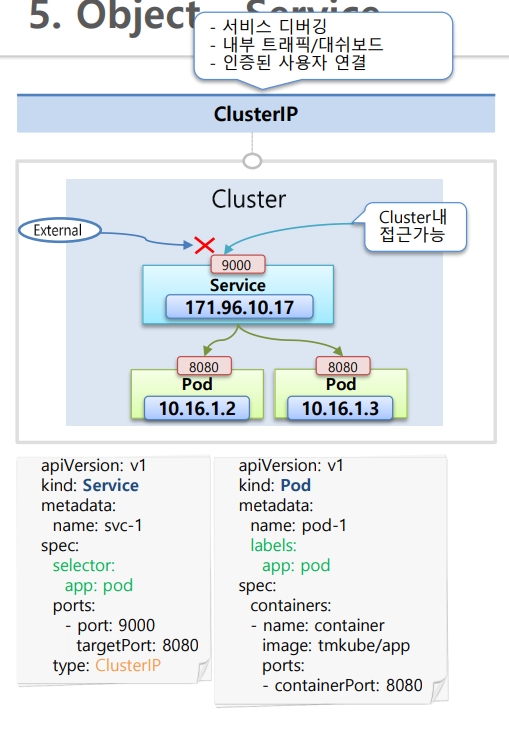 5. Object - Service
- 서비스 디버깅
- 내부 트래픽/대쉬보드
- 인증된 사용자 연결
ClusterIP
Cluster
External
Cluster내
접근가능
9000
Service
171.96.10.17
8080
8080
Pod
Pod
10.16.1.2
10.16.1.3
apiVersion: v1
kind: Service
metadata:
name: svc-1
spec:
selector:
app: pod
ports:
- port: 9000
targetPort: 8080
type: ClusterIP
apiVersion: v1
kind: Pod
metadata:
name: pod-1
labels:
app: pod
spec:
containers:
- name: container
image: tmkube/app
ports:
- containerPort: 8080